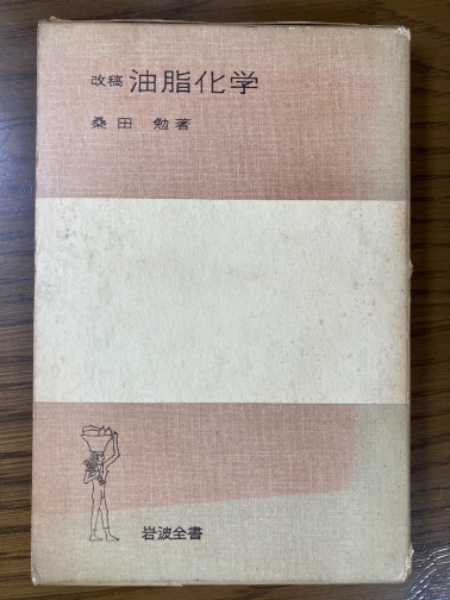 改稿 油脂化学
桑田 勉著
岩波全書